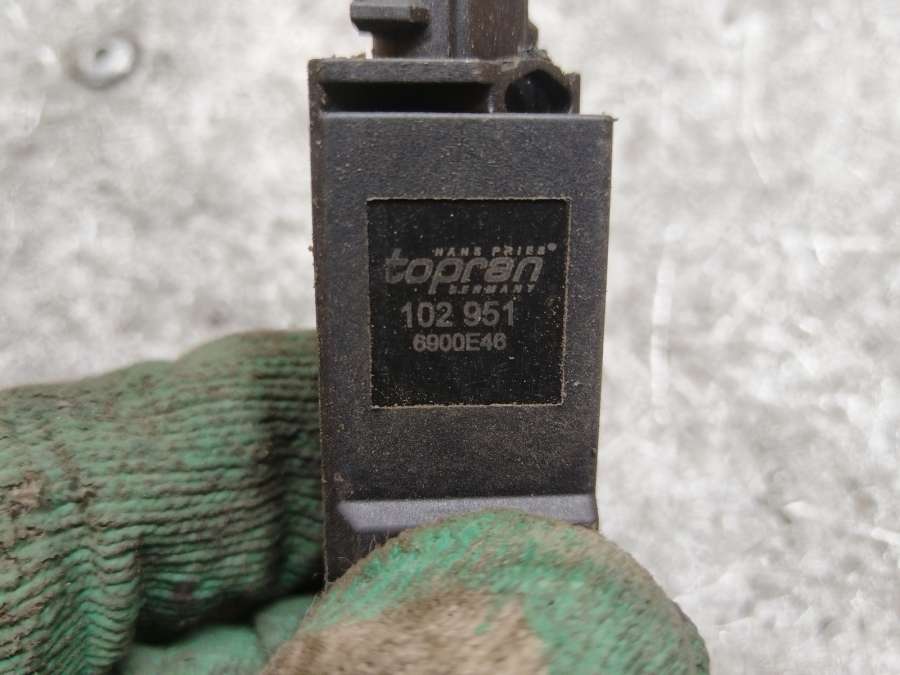 HANS PRIES®
topran
GERMANY
102 951
6900E46